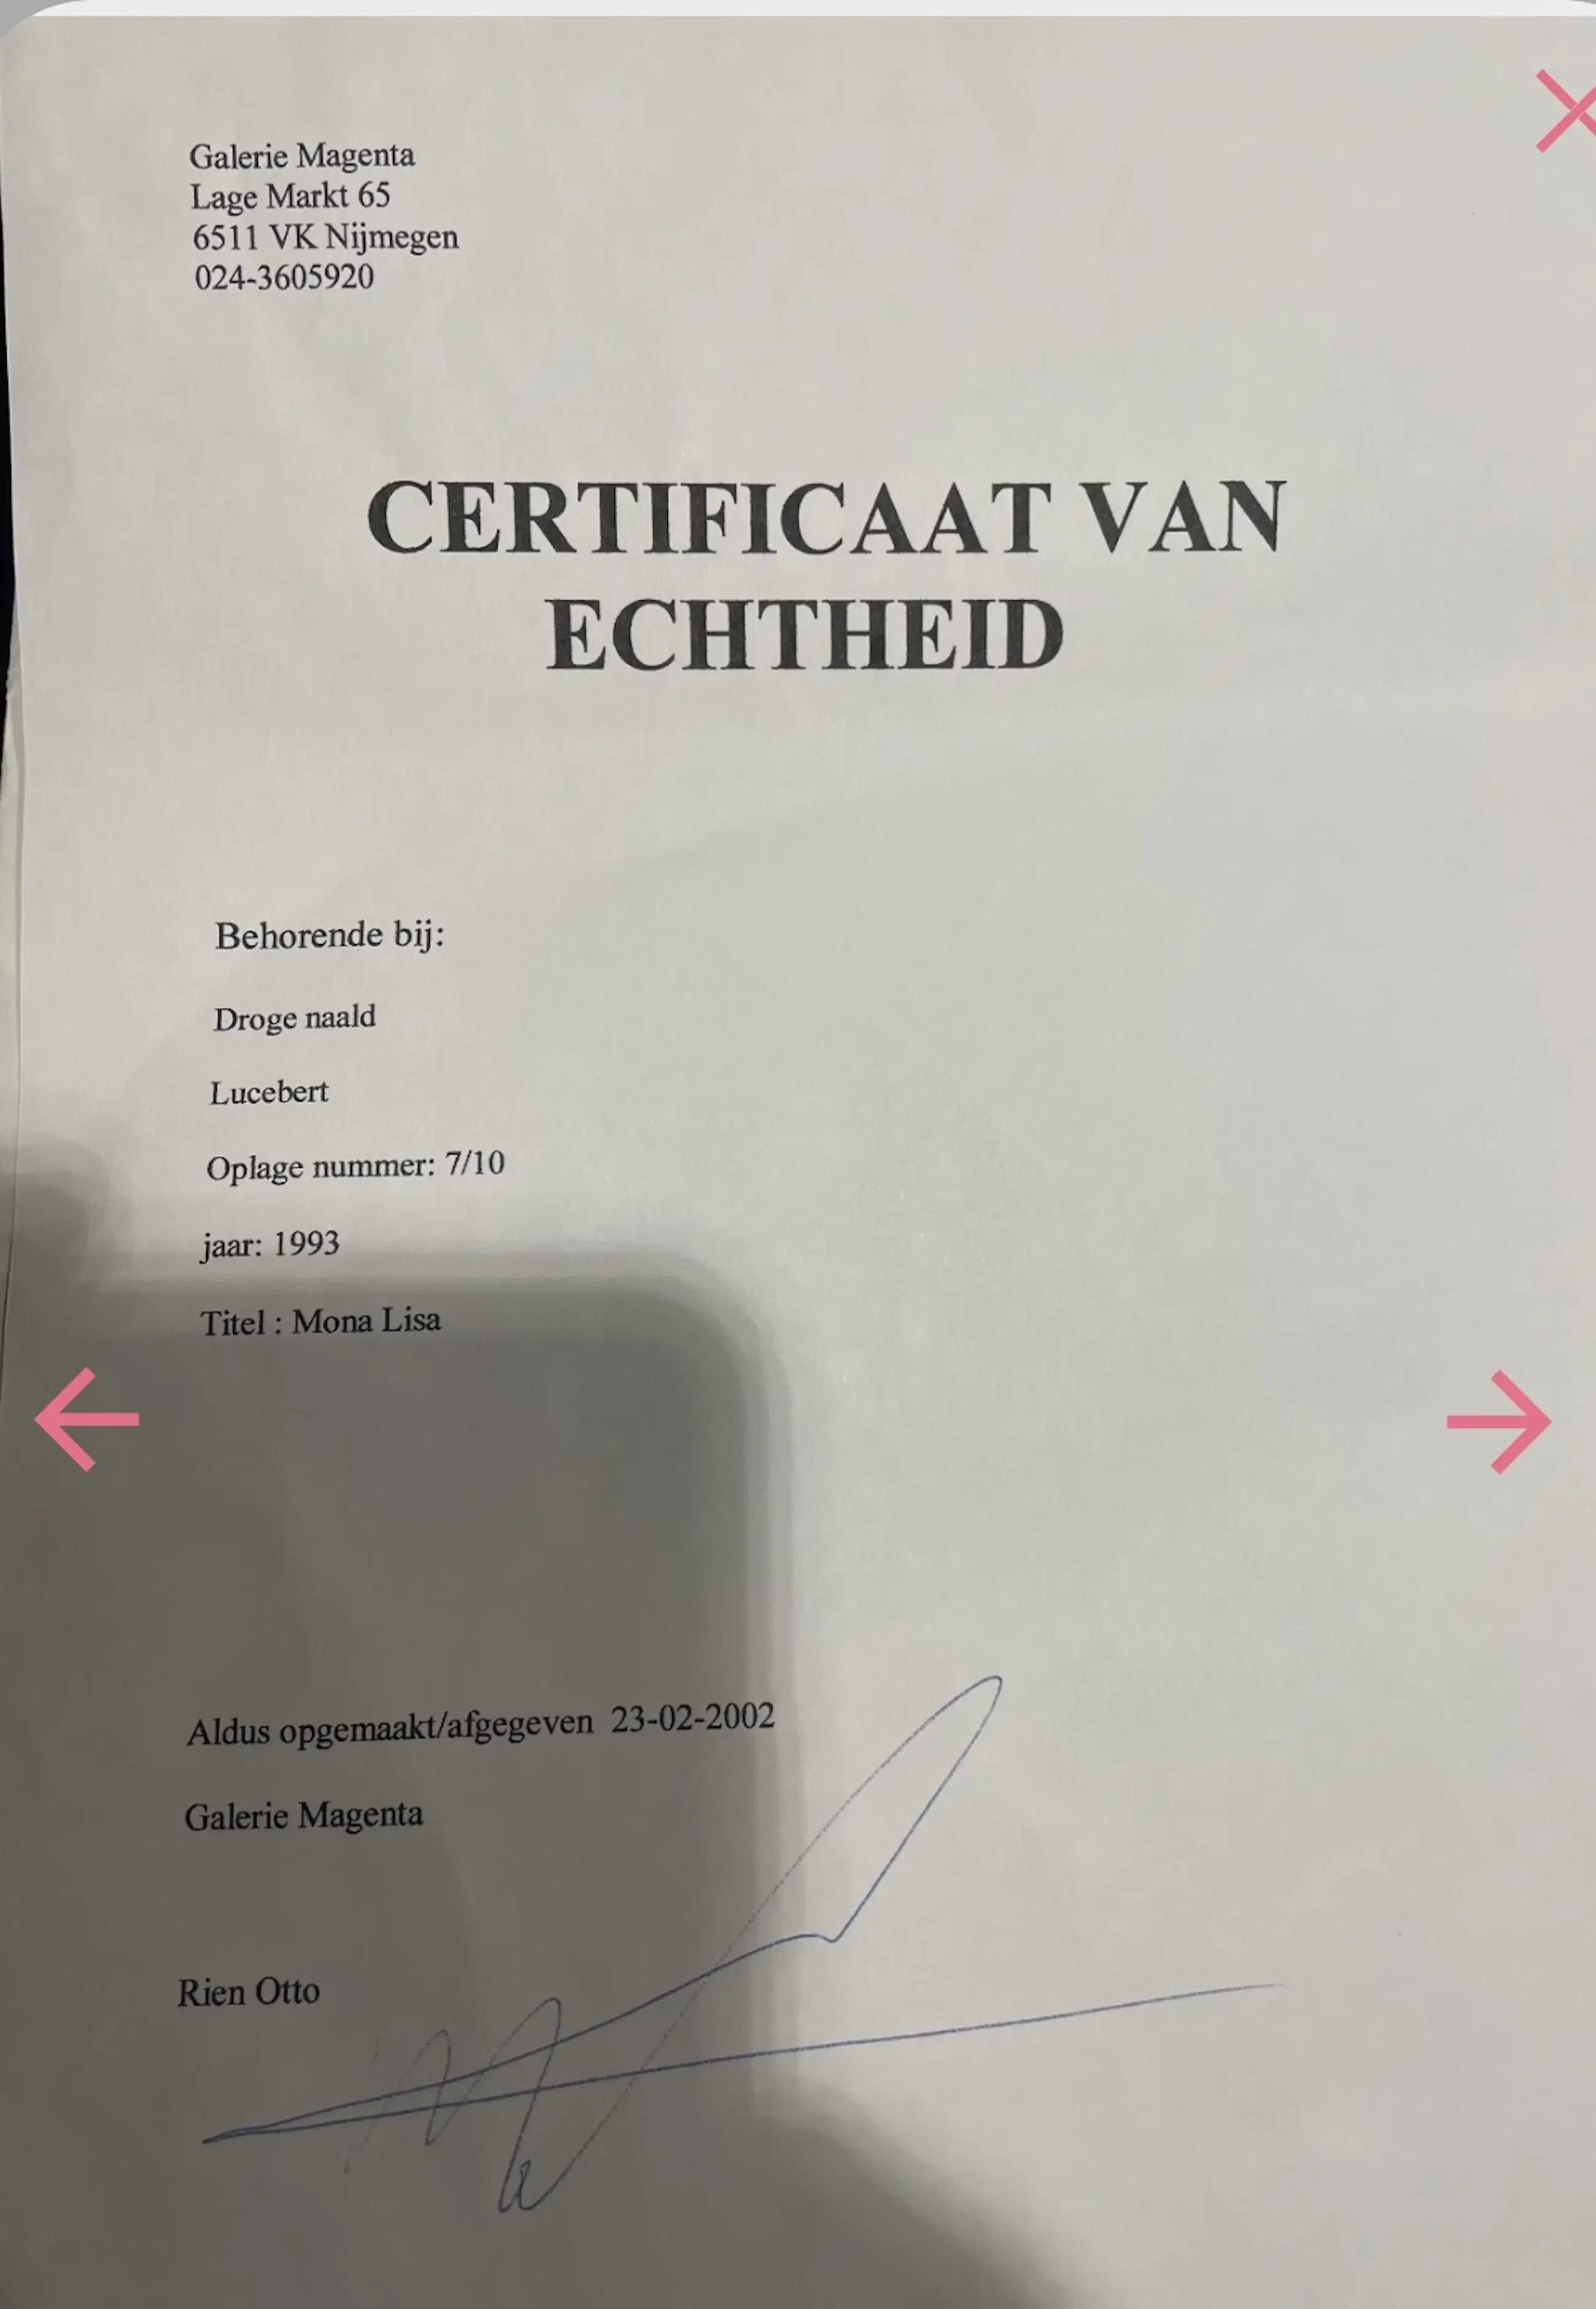 Galerie Magenta
Lage Markt 65
6511 VK Nijmegen
024-3605920
CERTIFICAAT VAN
ECHTHEID
Behorende bij:
Droge naald
Lucebert
Oplage nummer: 7/10
jaar: 1993
Titel : Mona Lisa
Aldus opgemaakt/afgegeven 23-02-2002
Galerie Magenta
Rien Otto